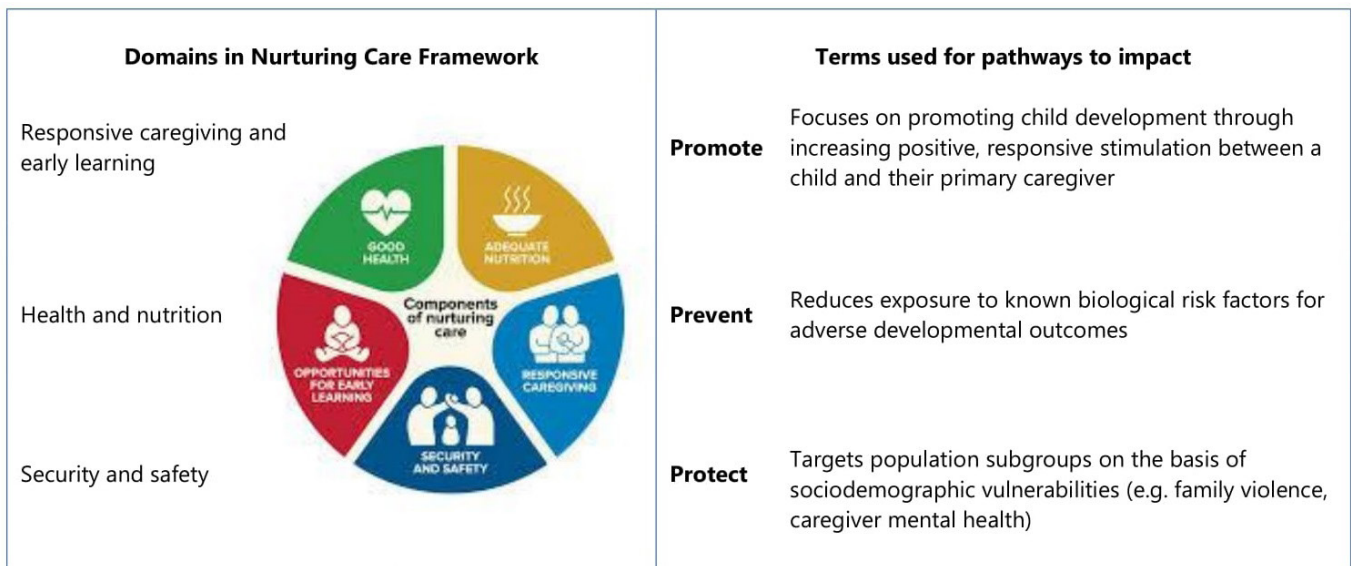 Domains in Nurturing Care Framework
Responsive caregiving and
early learning
Health and nutrition
Security and safety
GOOD
HEALTH
ADEQUATE
NUTRITION
Components
of nurturing
care
OPPORTUNITIES
FOR EARLY
LEARNING
RESPONSIVE
CAREGIVING
SECURITY
AND SAFETY
Terms used for pathways to impact
Promote
Focuses on promoting child development through
increasing positive, responsive stimulation between a
child and their primary caregiver
Prevent
Reduces exposure to known biological risk factors for
adverse developmental outcomes
Protect
Targets population subgroups on the basis of
sociodemographic vulnerabilities (e.g. family violence,
caregiver mental health)